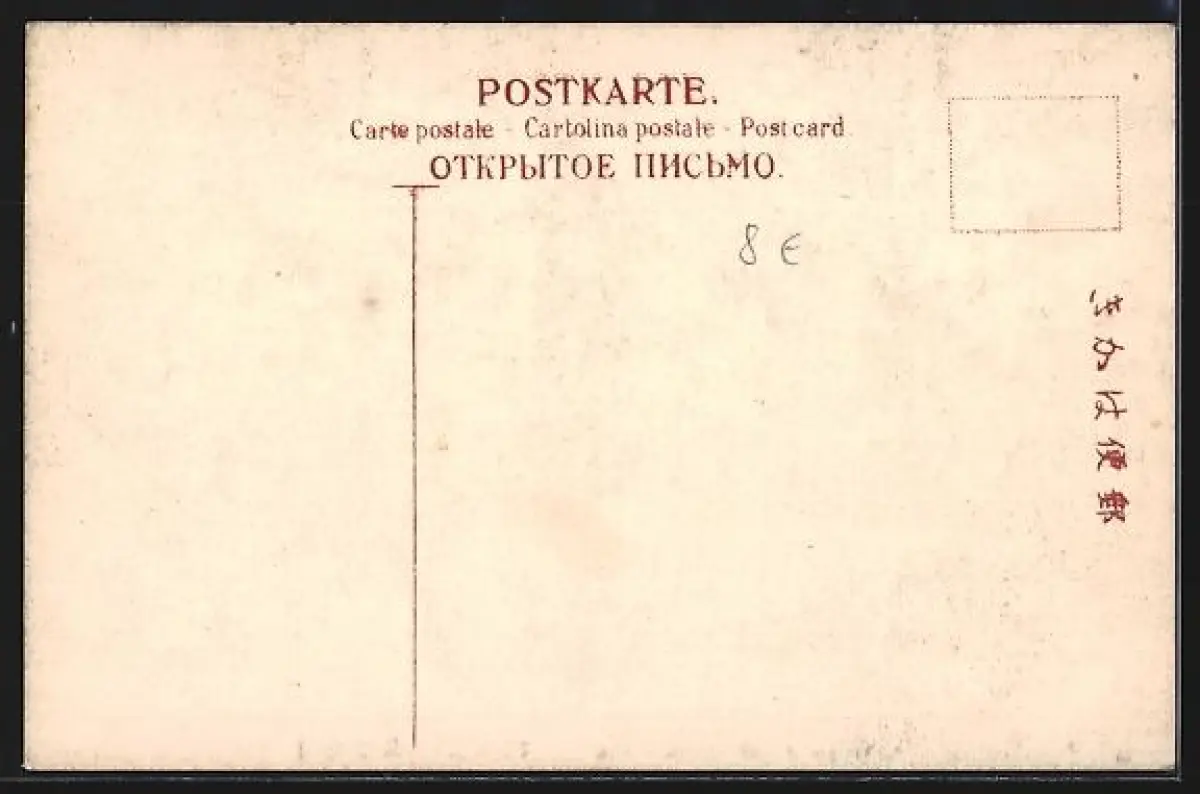 POSTKARTE.
Carte postale - Cartolina postale - Post card
ОТКРЫТОЕ ПИСЬМО.
8 €
郵便はかき